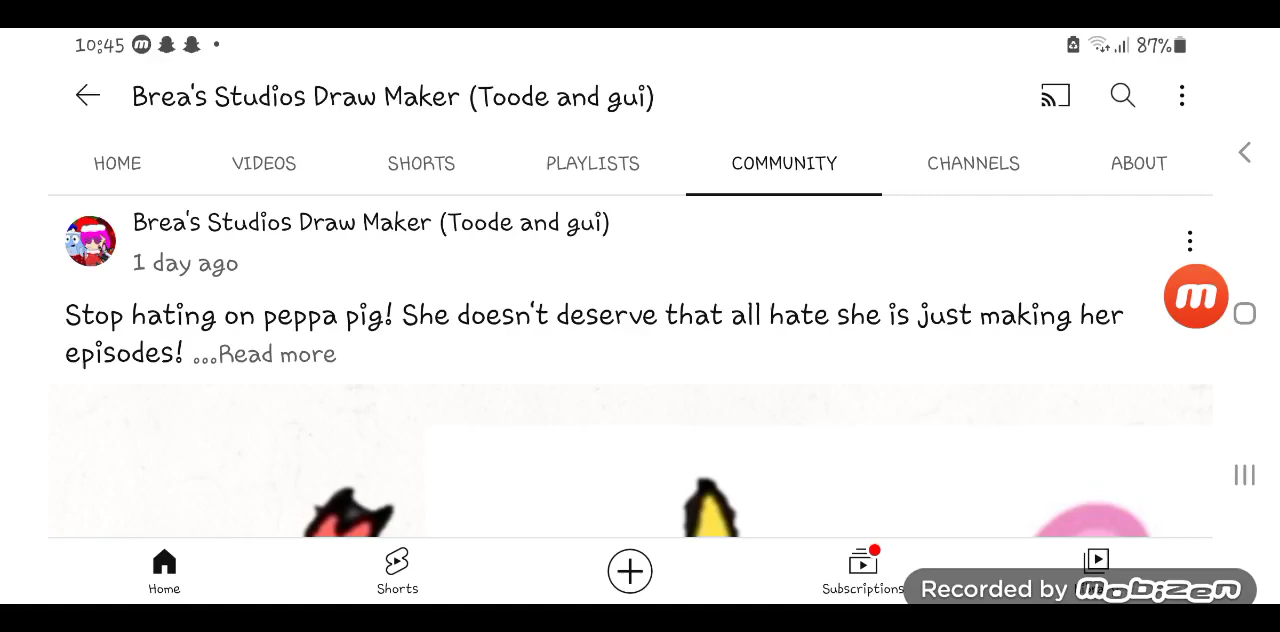 10:45 87%
Brea's Studios Draw Maker (Toode and gui)
HOME VIDEOS SHORTS PLAYLISTS COMMUNITY CHANNELS ABOUT
Brea's Studios Draw Maker (Toode and gui)
1 day ago
Stop hating on peppa pig! She doesn't deserve that all hate she is just making her
episodes! ...Read more
Home Shorts Subscriptions
Recorded by mobizen